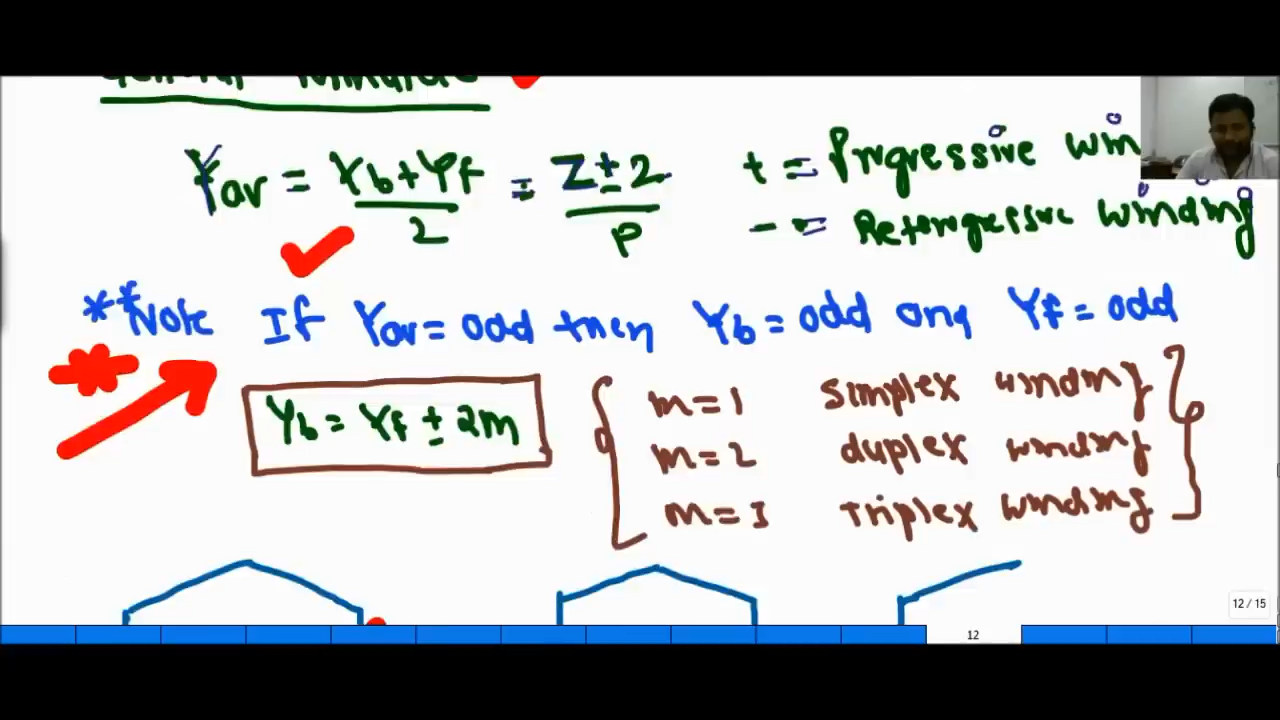 Yav = Yb+Yf / 2 = Z±2 / P + = Progressive win
- = Retrogressive winding
**Note If Yav = odd then Yb = odd and Yf = odd
Yb = Yf ± 2m
m=1 simplex winding
m=2 duplex winding
m=I Triplex winding
12 / 15
12